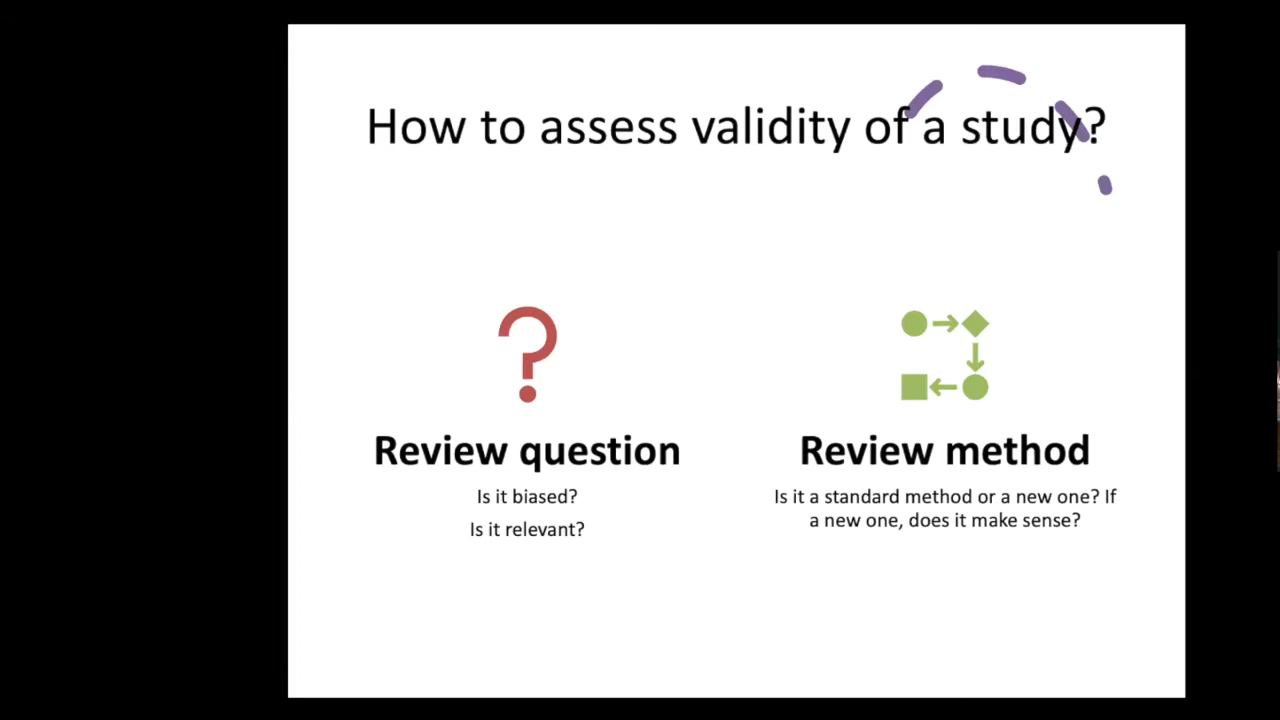 How to assess validity of a study?
Review question
Is it biased?
Is it relevant?
Review method
Is it a standard method or a new one? If
a new one, does it make sense?